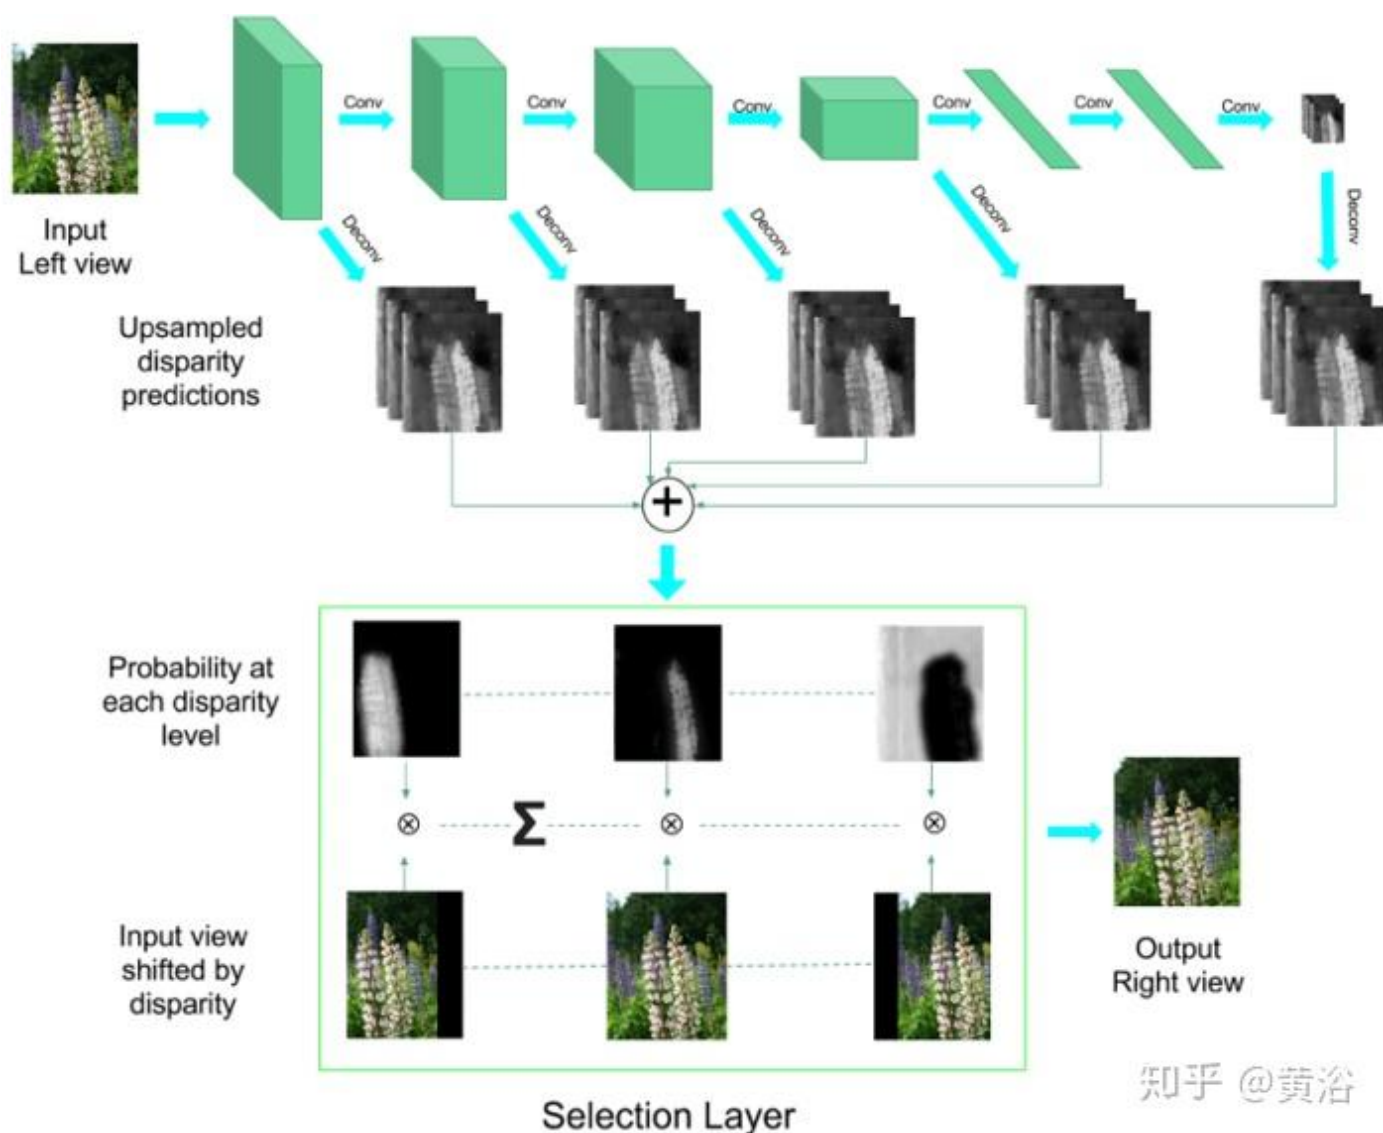 Conv
Conv
Conv
Conv
Conv
Conv
Input
Left view
Deconv
Deconv
Deconv
Deconv
Deconv
Upsampled
disparity
predictions
+
Probability at
each disparity
level
⊗
Σ
⊗
⊗
Input view
shifted by
disparity
Output
Right view
Selection Layer
知乎 @黄浴